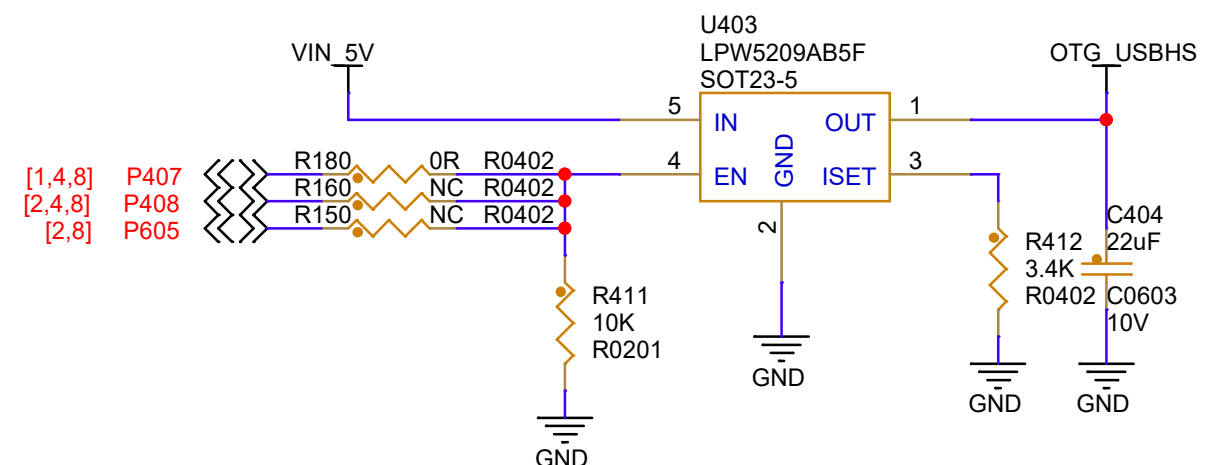 U403
LPW5209AB5F
SOT23-5
VIN_5V
OTG_USBHS
5
IN
OUT
1
4
EN
GND
ISET
3
2
[1,4,8] P407
R180 0R R0402
[2,4,8] P408
R160 NC R0402
[2,8] P605
R150 NC R0402
R411
10K
R0201
GND
GND
R412
3.4K
R0402
GND
C404
22uF
C0603
10V
GND